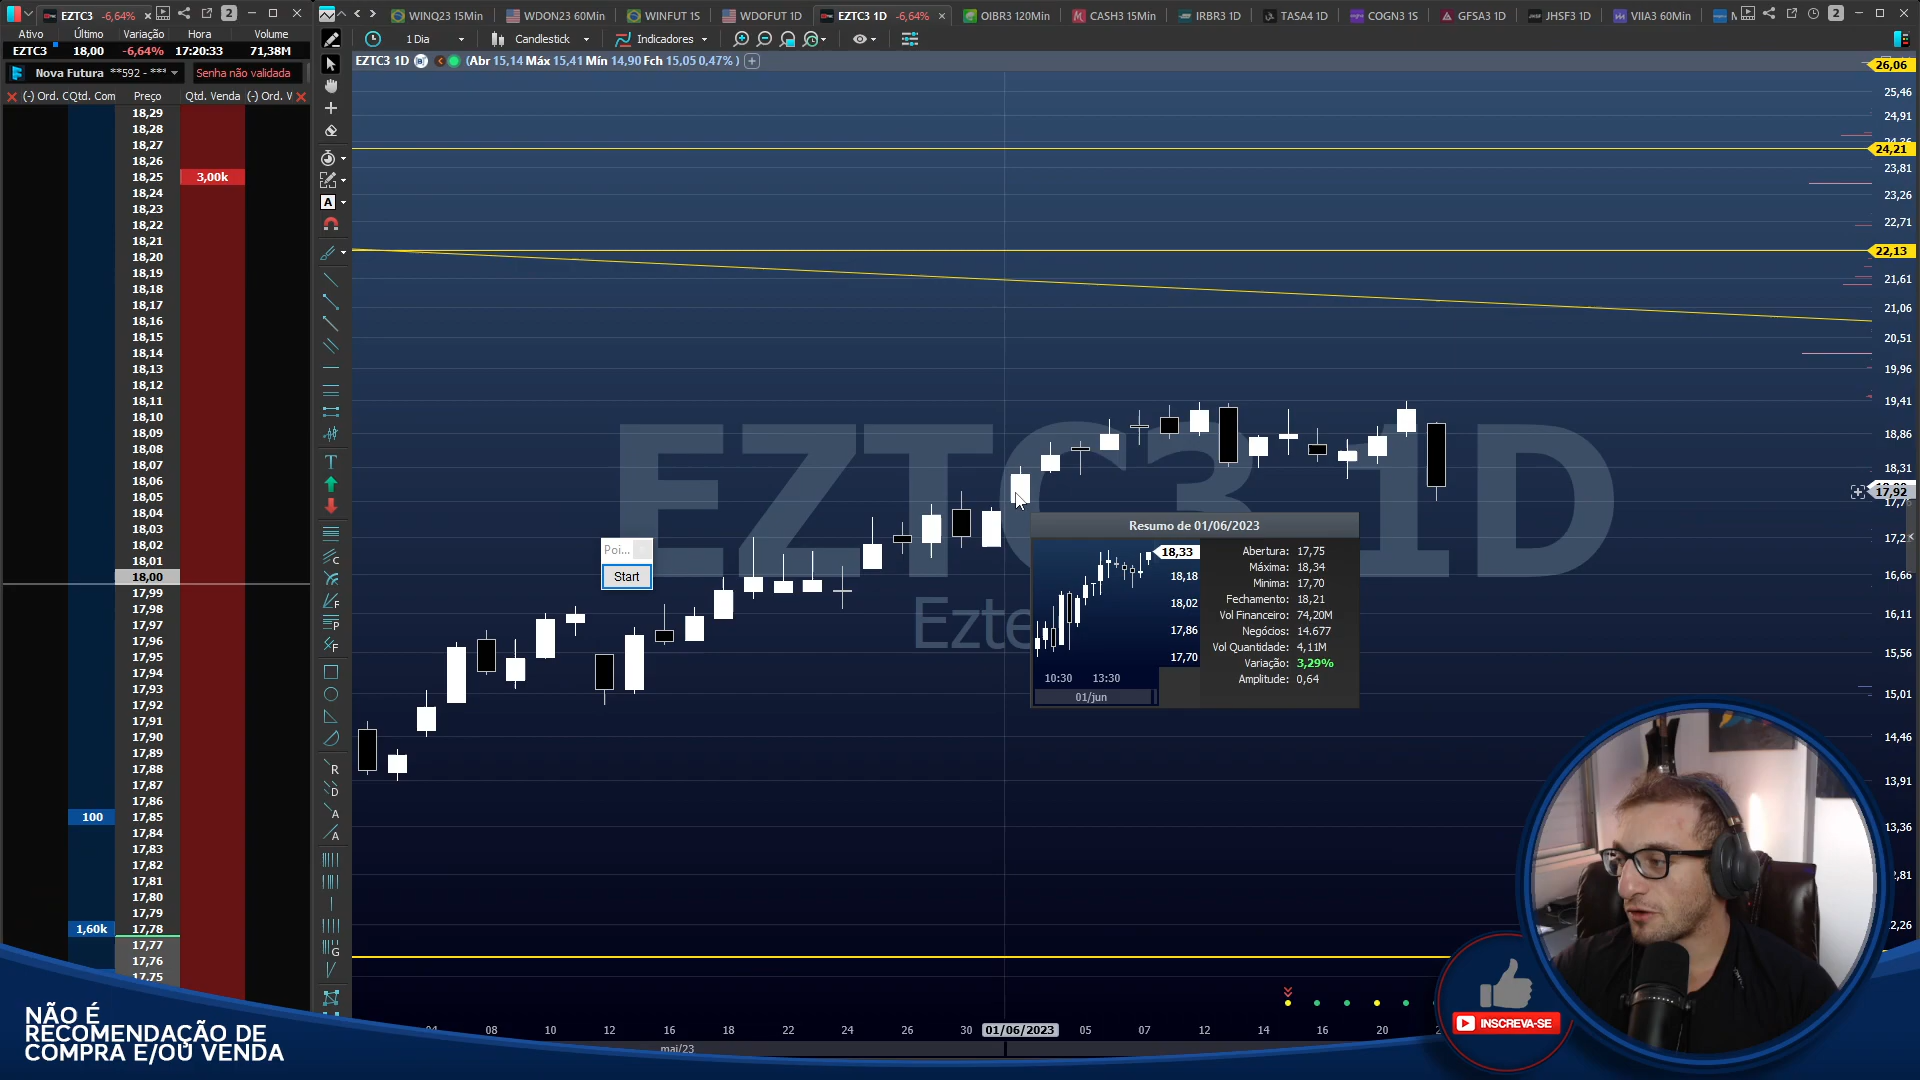 EZTC3 -6,64%
Ativo Último Variação Hora Volume
EZTC3 18,00 -6,64% 17:20:33 71,38M
Nova Futura **592 - *** Senha não validada
(-) Ord. C Qtd. Com Preço Qtd. Venda (-) Ord. V
18,29
18,28
18,27
18,26
18,25 3,00k
18,24
18,23
18,22
18,21
18,20
18,19
18,18
18,17
18,16
18,15
18,14
18,13
18,12
18,11
18,10
18,09
18,08
18,07
18,06
18,05
18,04
18,03
18,02
18,01
18,00
17,99
17,98
17,97
17,96
17,95
17,94
17,93
17,92
17,91
17,90
17,89
17,88
17,87
17,86
100 17,85
17,84
17,83
17,82
17,81
17,80
17,79
1,60k 17,78
17,77
17,76
17,75
WINQ23 15Min WDON23 60Min WINFUT 1S WDOFUT 1D EZTC3 1D -6,64% OIBR3 120Min CASH3 15Min IRBR3 1D TASA4 1D COGN3 1S GFSA3 1D JHSF3 1D VIIA3 60Min
1 Dia Candlestick Indicadores
EZTC3 1D (Abr 15,14 Máx 15,41 Mín 14,90 Fch 15,05 0,47% )
26,06
25,46
24,91
24,21
23,81
23,26
22,71
22,13
21,61
21,06
20,51
19,96
19,41
18,86
18,31
17,92
16,66
16,11
15,56
15,01
14,46
13,91
13,36
EZTC3 1D
Poi...
Start
Resumo de 01/06/2023
18,33
18,18
18,02
17,86
17,70
10:30 13:30
01/jun
Abertura: 17,75
Máxima: 18,34
Minima: 17,70
Fechamento: 18,21
Vol Financeiro: 74,20M
Negócios: 14.677
Vol Quantidade: 4,11M
Variação: 3,29%
Amplitude: 0,64
04 08 10 12 16 18 22 24 26 30 01/06/2023 05 07 12 14 16 20
mai/23
NÃO É
RECOMENDAÇÃO DE
COMPRA E/OU VENDA
INSCREVA-SE